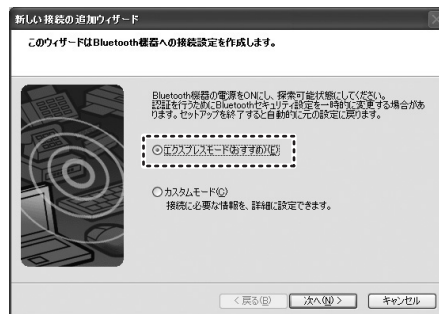 新しい接続の追加ウィザード
このウィザードはBluetooth機器への接続設定を作成します。
Bluetooth機器の電源をONにし、探索可能状態にしてください。
認証を行うためにBluetoothセキュリティ設定を一時的に変更する場合があ
ります。セットアップを終了すると自動的に元の設定に戻ります。
エクスプレスモード(おすすめ)(E)
カスタムモード(C)
接続に必要な情報を、詳細に設定できます。
< 戻る(B) 次へ(N) > キャンセル